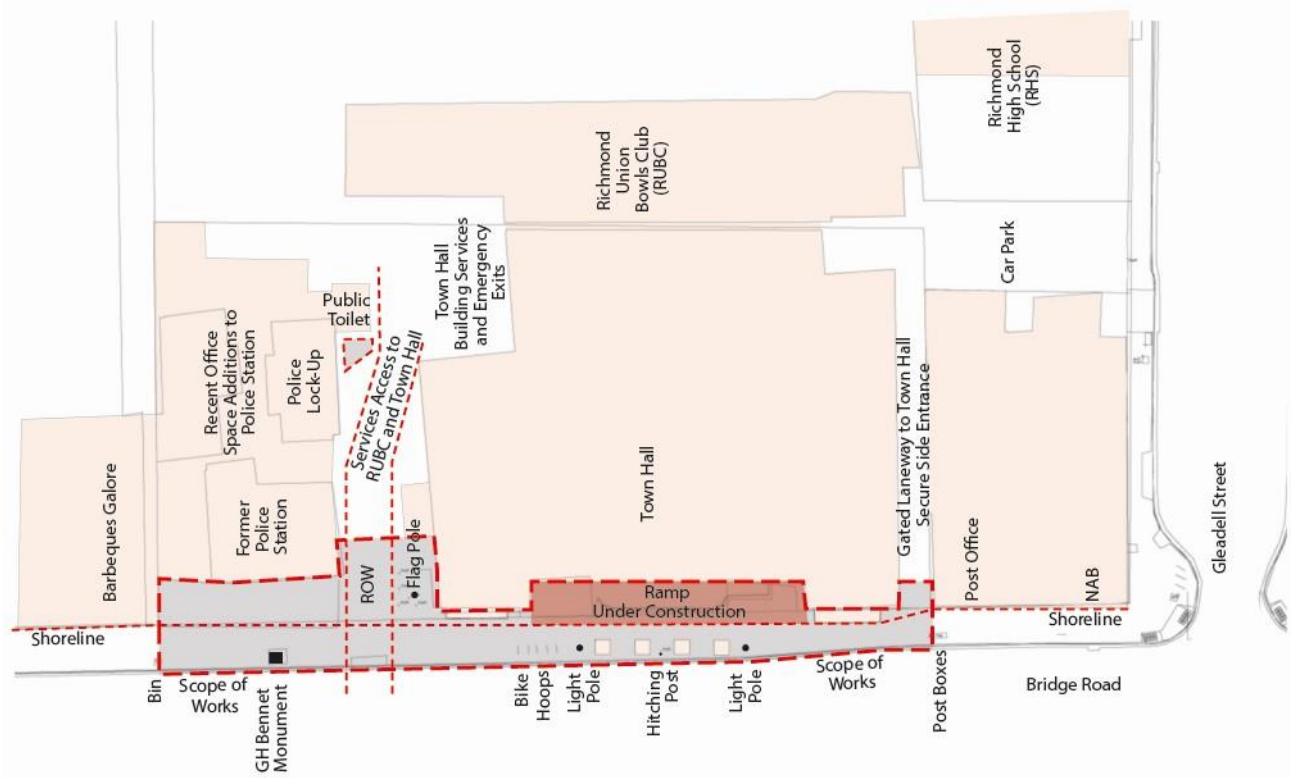 Richmond
High School
(RHS)
Richmond
Union
Bowls Club
(RUBC)
Car Park
Town Hall
Building Services
and Emergency
Exits
Public
Toilet
Recent Office
Space Additions to
Police Station
Police
Lock-Up
Services Access to
RUBC and Town Hall
Gated Laneway to Town Hall
Secure Side Entrance
Town Hall
Barbeques Galore
Former
Police
Station
ROW
Flag Pole
Ramp
Under Construction
Post Office
NAB
Gleadell Street
Shoreline
Shoreline
Bin
Scope of
Works
GH Bennet
Monument
Bike
Hoops
Light
Pole
Hitching
Post
Light
Pole
Scope of
Works
Post Boxes
Bridge Road